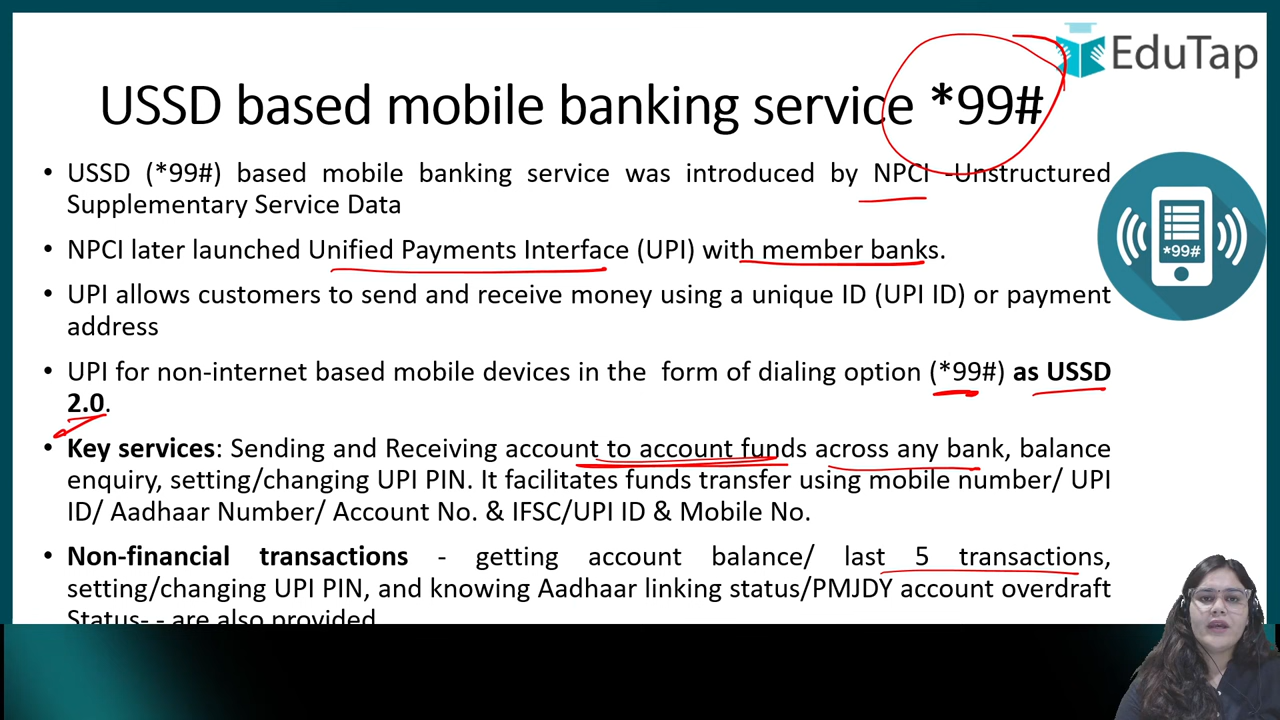 EduTap
USSD based mobile banking service *99#
• USSD (*99#) based mobile banking service was introduced by NPCI -Unstructured
Supplementary Service Data
• NPCI later launched Unified Payments Interface (UPI) with member banks.
• UPI allows customers to send and receive money using a unique ID (UPI ID) or payment
address
*99#
• UPI for non-internet based mobile devices in the form of dialing option (*99#) as USSD
2.0.
• Key services: Sending and Receiving account to account funds across any bank, balance
enquiry, setting/changing UPI PIN. It facilitates funds transfer using mobile number/ UPI
ID/ Aadhaar Number/ Account No. & IFSC/UPI ID & Mobile No.
• Non-financial transactions - getting account balance/ last 5 transactions,
setting/changing UPI PIN, and knowing Aadhaar linking status/PMJDY account overdraft
Status- - are also provided